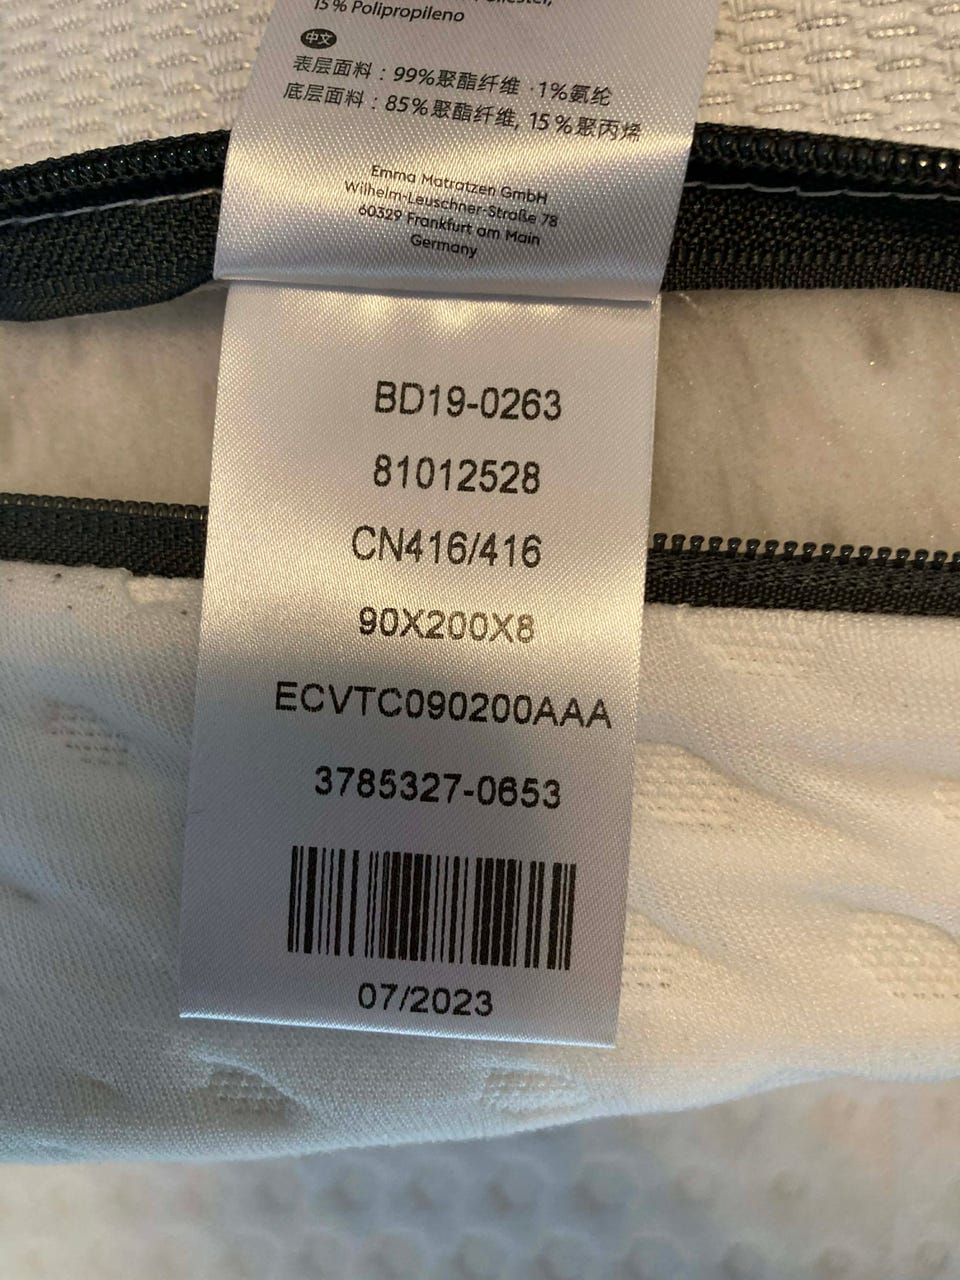 15% Polipropileno
中文
表层面料：99%聚酯纤维 · 1%氨纶
底层面料：85%聚酯纤维, 15%聚丙烯
Emma Matratzen GmbH
Wilhelm-Leuschner-Straße 78
60329 Frankfurt am Main
Germany
BD19-0263
81012528
CN416/416
90X200X8
ECVTC090200AAA
3785327-0653
07/2023